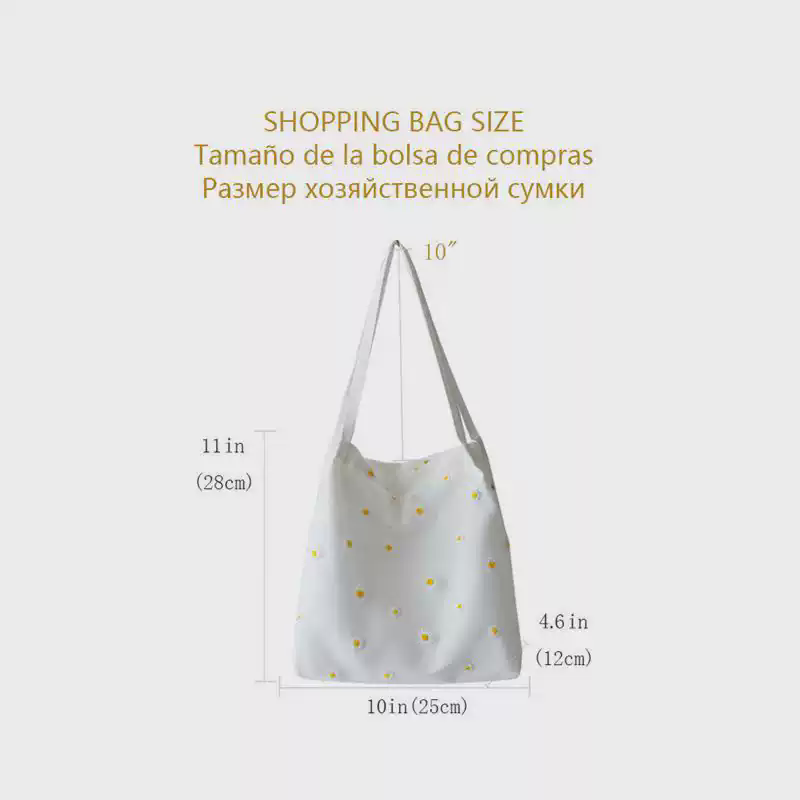 SHOPPING BAG SIZE
Tamaño de la bolsa de compras
Размер хозяйственной сумки
10"
11in
(28cm)
4.6in
(12cm)
10in(25cm)